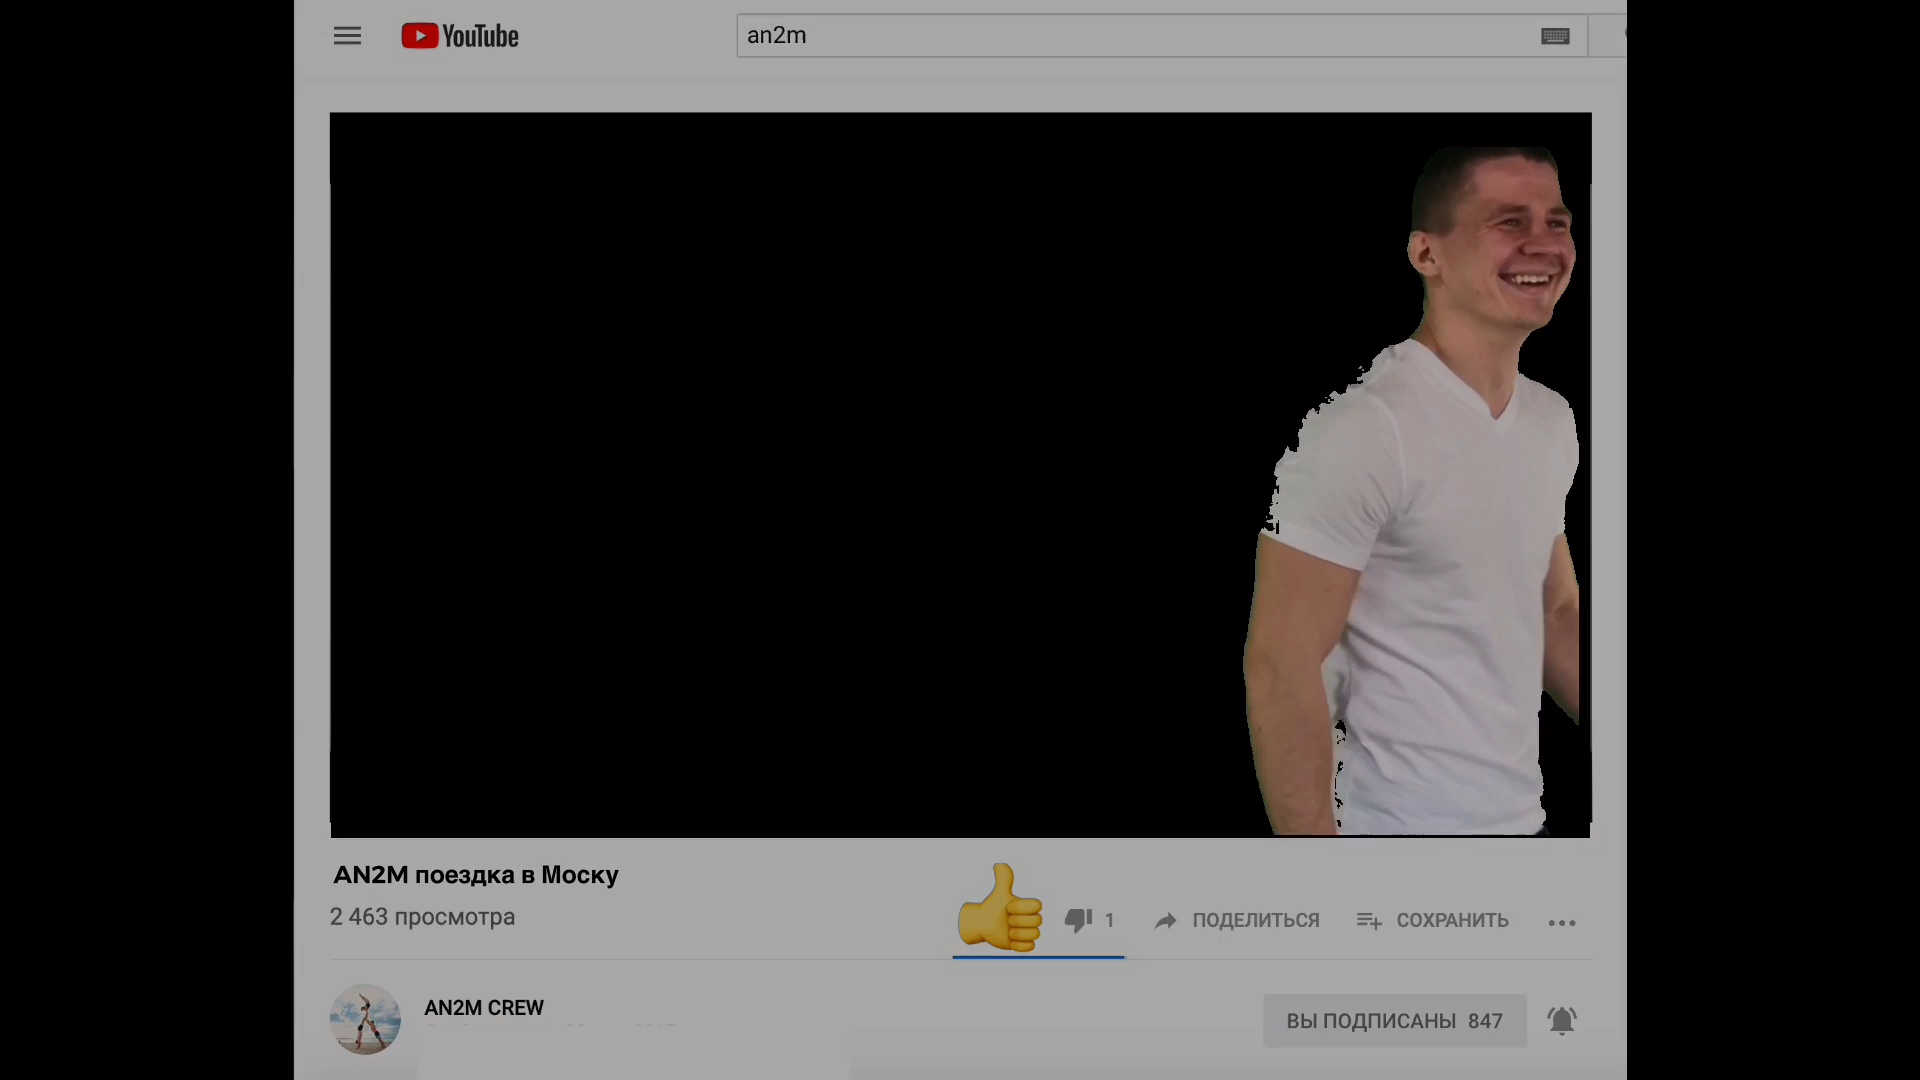 YouTube
an2m
AN2M поездка в Моску
2 463 просмотра
1
ПОДЕЛИТЬСЯ
СОХРАНИТЬ
AN2M CREW
ВЫ ПОДПИСАНЫ 847